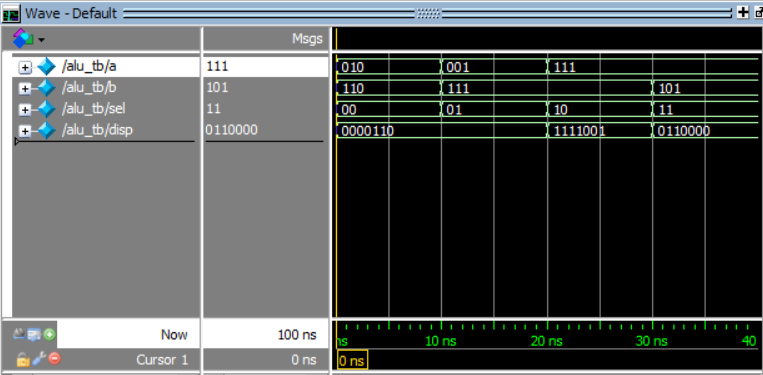 Wave - Default
Msgs
/alu_tb/a 111 010 001 111
/alu_tb/b 101 110 111 101
/alu_tb/sel 11 00 01 10 11
/alu_tb/disp 0110000 0000110 1111001 0110000
Now 100 ns ns 10 ns 20 ns 30 ns 40
Cursor 1 0 ns 0 ns